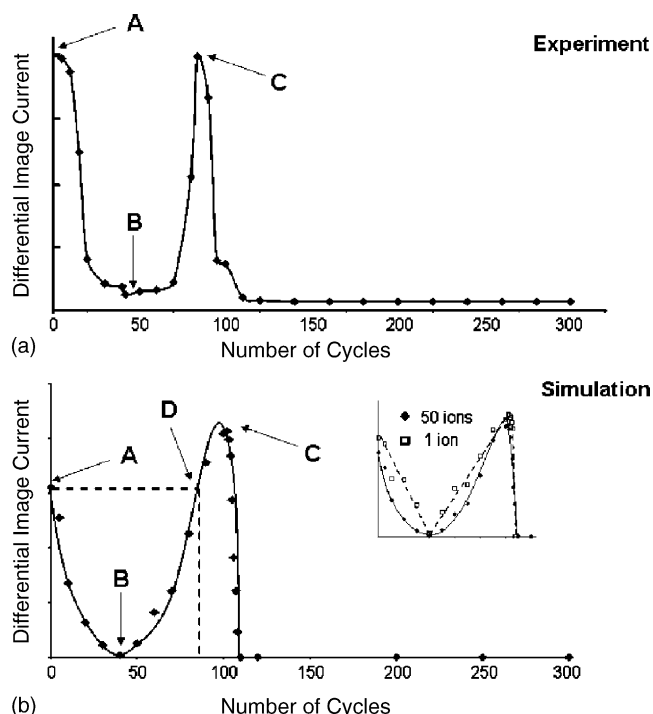 A
Experiment
C
B
Differential Image Current
0 50 100 150 200 250 300
(a) Number of Cycles
Simulation
D
A
C
B
50 ions
1 ion
Differential Image Current
0 50 100 150 200 250 300
(b) Number of Cycles